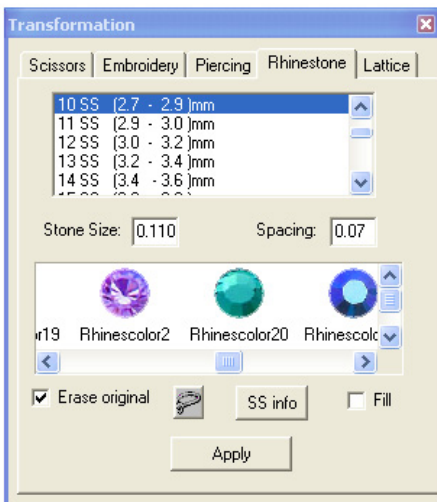 Transformation
Scissors Embroidery Piercing Rhinestone Lattice
10 SS (2.7 - 2.9 )mm
11 SS (2.9 - 3.0 )mm
12 SS (3.0 - 3.2 )mm
13 SS (3.2 - 3.4 )mm
14 SS (3.4 - 3.6 )mm
Stone Size: 0.110 Spacing: 0.07
Rhinescolor2 Rhinescolor20
Erase original SS info Fill
Apply